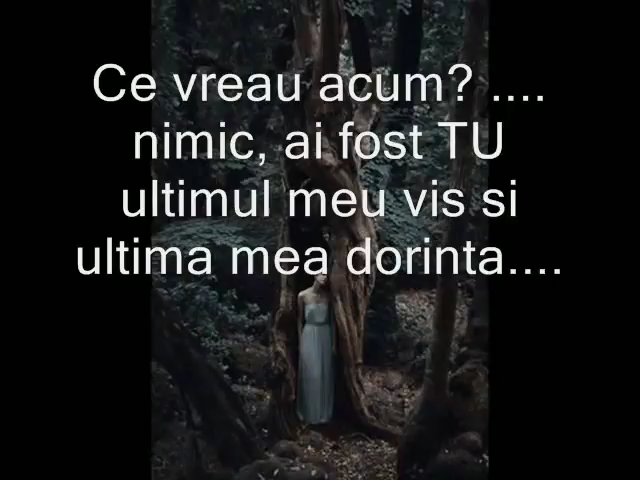 Ce vreau acum? ....
nimic, ai fost TU
ultimul meu vis si
ultima mea dorinta....